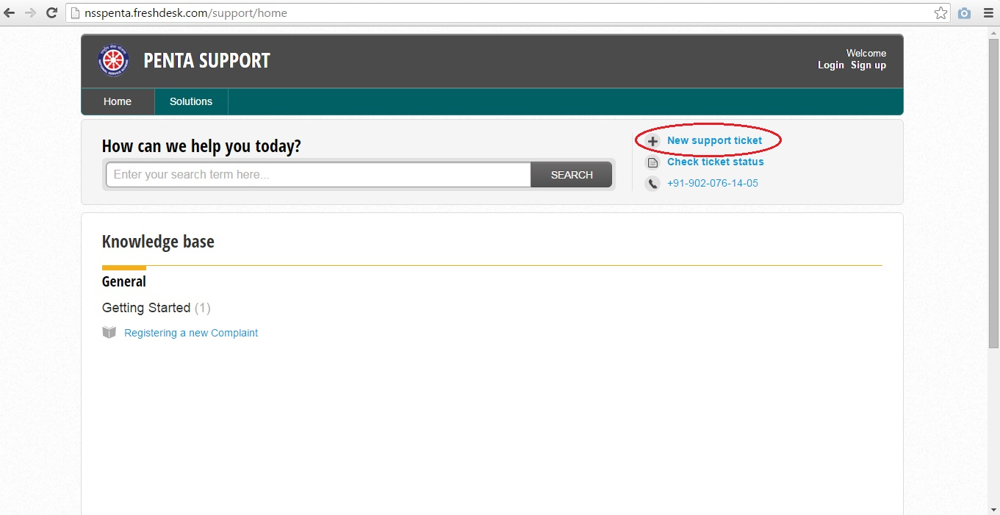 nsspenta.freshdesk.com/support/home
PENTA SUPPORT
Welcome
Login Sign up
Home Solutions
How can we help you today?
Enter your search term here...
SEARCH
New support ticket
Check ticket status
+91-902-076-14-05
Knowledge base
General
Getting Started (1)
Registering a new Complaint